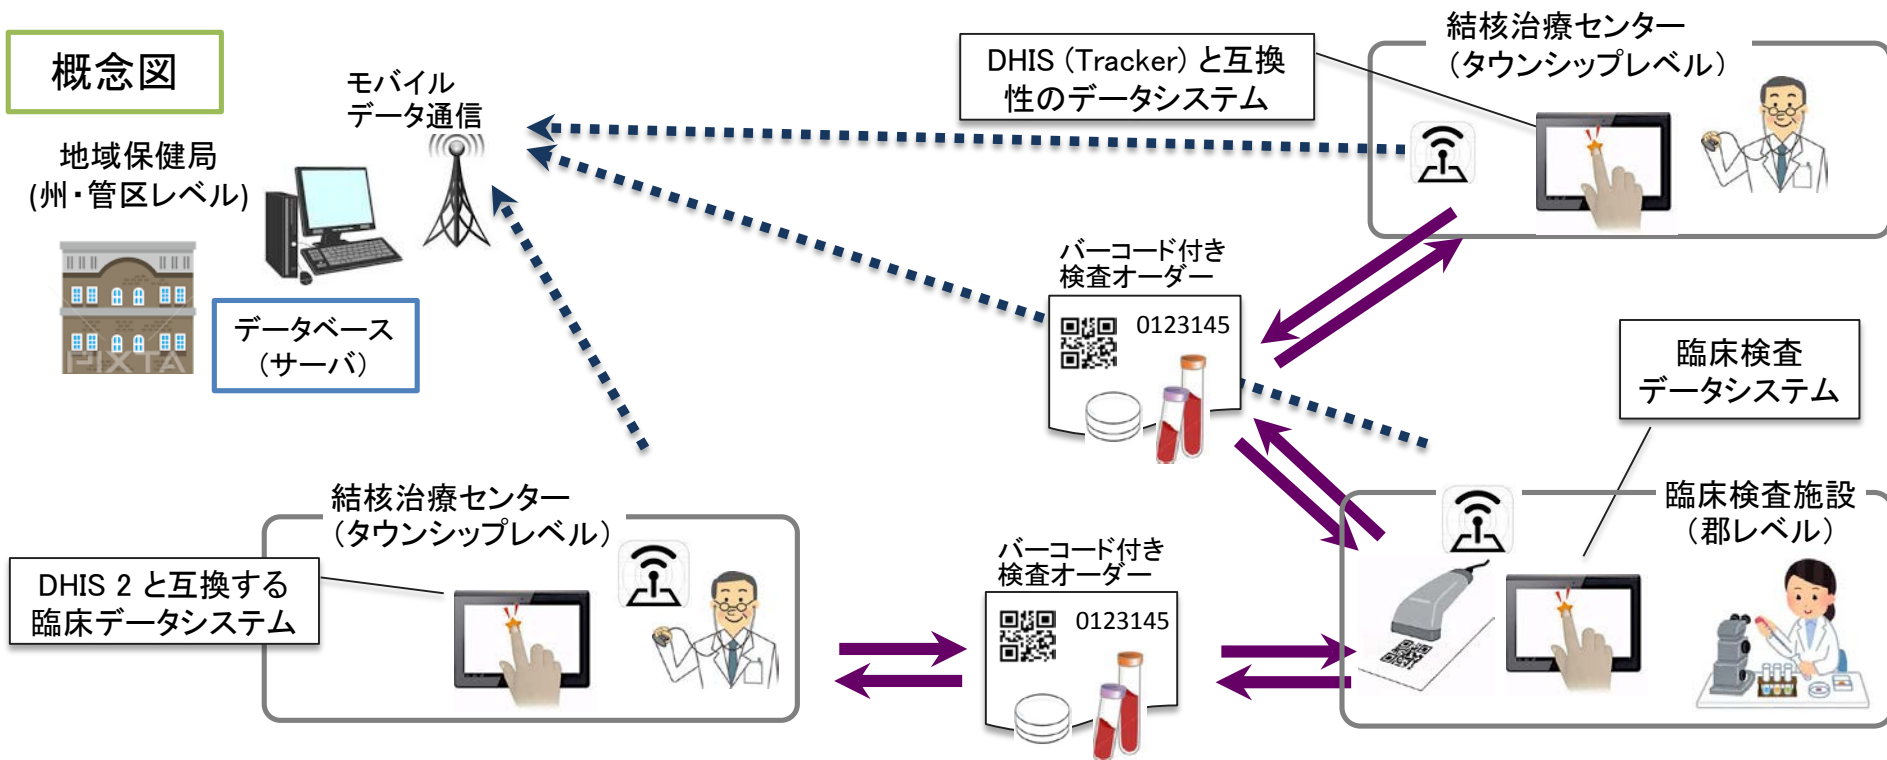 概念図
地域保健局
(州・管区レベル)
モバイル
データ通信
データベース
（サーバ）
PIXTA
DHIS（Tracker）と互換
性のデータシステム
結核治療センター
（タウンシップレベル）
バーコード付き
検査オーダー
0123145
臨床検査
データシステム
結核治療センター
（タウンシップレベル）
DHIS 2 と互換する
臨床データシステム
バーコード付き
検査オーダー
0123145
臨床検査施設
（郡レベル）